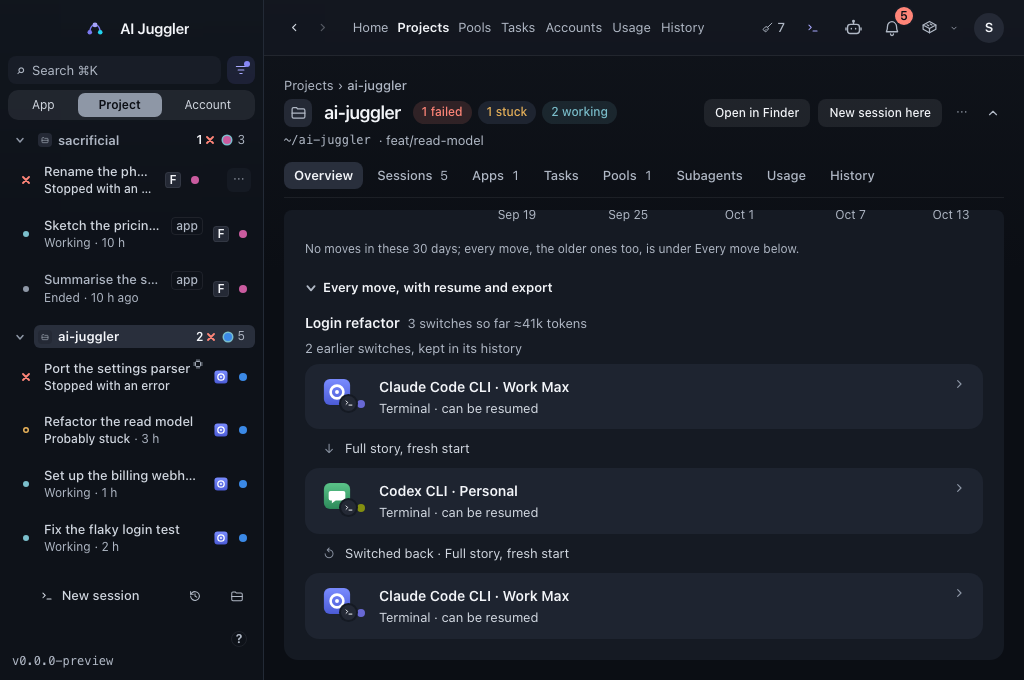 AI Juggler
Search ⌘K
App Project Account
sacrificial 1 3
Rename the ph... F
Stopped with an ...
Sketch the pricin... app F
Working · 10 h
Summarise the s... app F
Ended · 10 h ago
ai-juggler 2 5
Port the settings parser
Stopped with an error
Refactor the read model
Probably stuck · 3 h
Set up the billing webh...
Working · 1 h
Fix the flaky login test
Working · 2 h
New session
?
v0.0.0-preview
Home Projects Pools Tasks Accounts Usage History 7 5 S
Projects › ai-juggler
ai-juggler 1 failed 1 stuck 2 working Open in Finder New session here ...
~/ai-juggler · feat/read-model
Overview Sessions 5 Apps 1 Tasks Pools 1 Subagents Usage History
Sep 19 Sep 25 Oct 1 Oct 7 Oct 13
No moves in these 30 days; every move, the older ones too, is under Every move below.
Every move, with resume and export
Login refactor 3 switches so far ≈41k tokens
2 earlier switches, kept in its history
Claude Code CLI · Work Max
Terminal · can be resumed
Full story, fresh start
Codex CLI · Personal
Terminal · can be resumed
Switched back · Full story, fresh start
Claude Code CLI · Work Max
Terminal · can be resumed